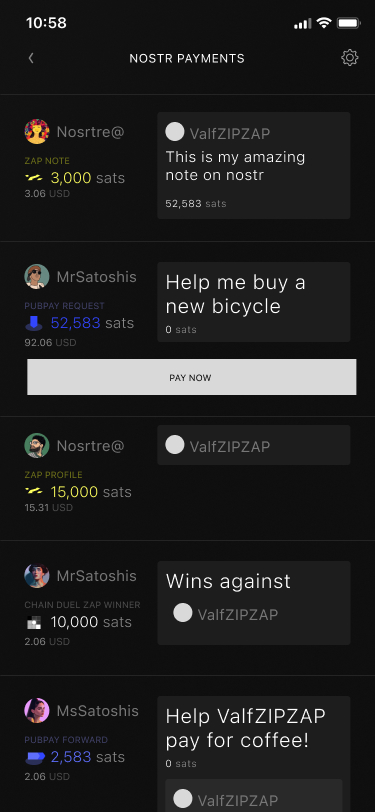 10:58
NOSTR PAYMENTS
Nosrtre@
ZAP NOTE
3,000 sats
3.06 USD
ValfZIPZAP
This is my amazing
note on nostr
52,583 sats
MrSatoshis
PUBPAY REQUEST
52,583 sats
92.06 USD
Help me buy a
new bicycle
0 sats
PAY NOW
Nosrtre@
ZAP PROFILE
15,000 sats
15.31 USD
ValfZIPZAP
MrSatoshis
CHAIN DUEL ZAP WINNER
10,000 sats
2.06 USD
Wins against
ValfZIPZAP
MsSatoshis
PUBPAY FORWARD
2,583 sats
2.06 USD
Help ValfZIPZAP
pay for coffee!
0 sats
ValfZIPZAP